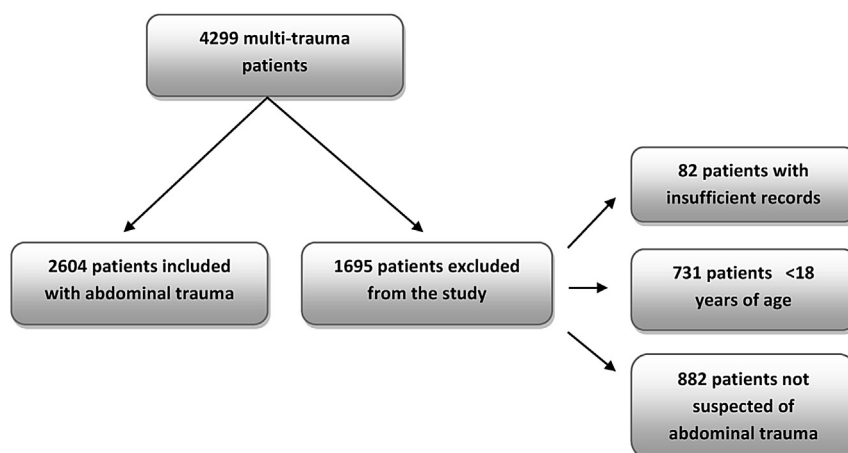 4299 multi-trauma
patients
2604 patients included
with abdominal trauma
1695 patients excluded
from the study
82 patients with
insufficient records
731 patients <18
years of age
882 patients not
suspected of
abdominal trauma